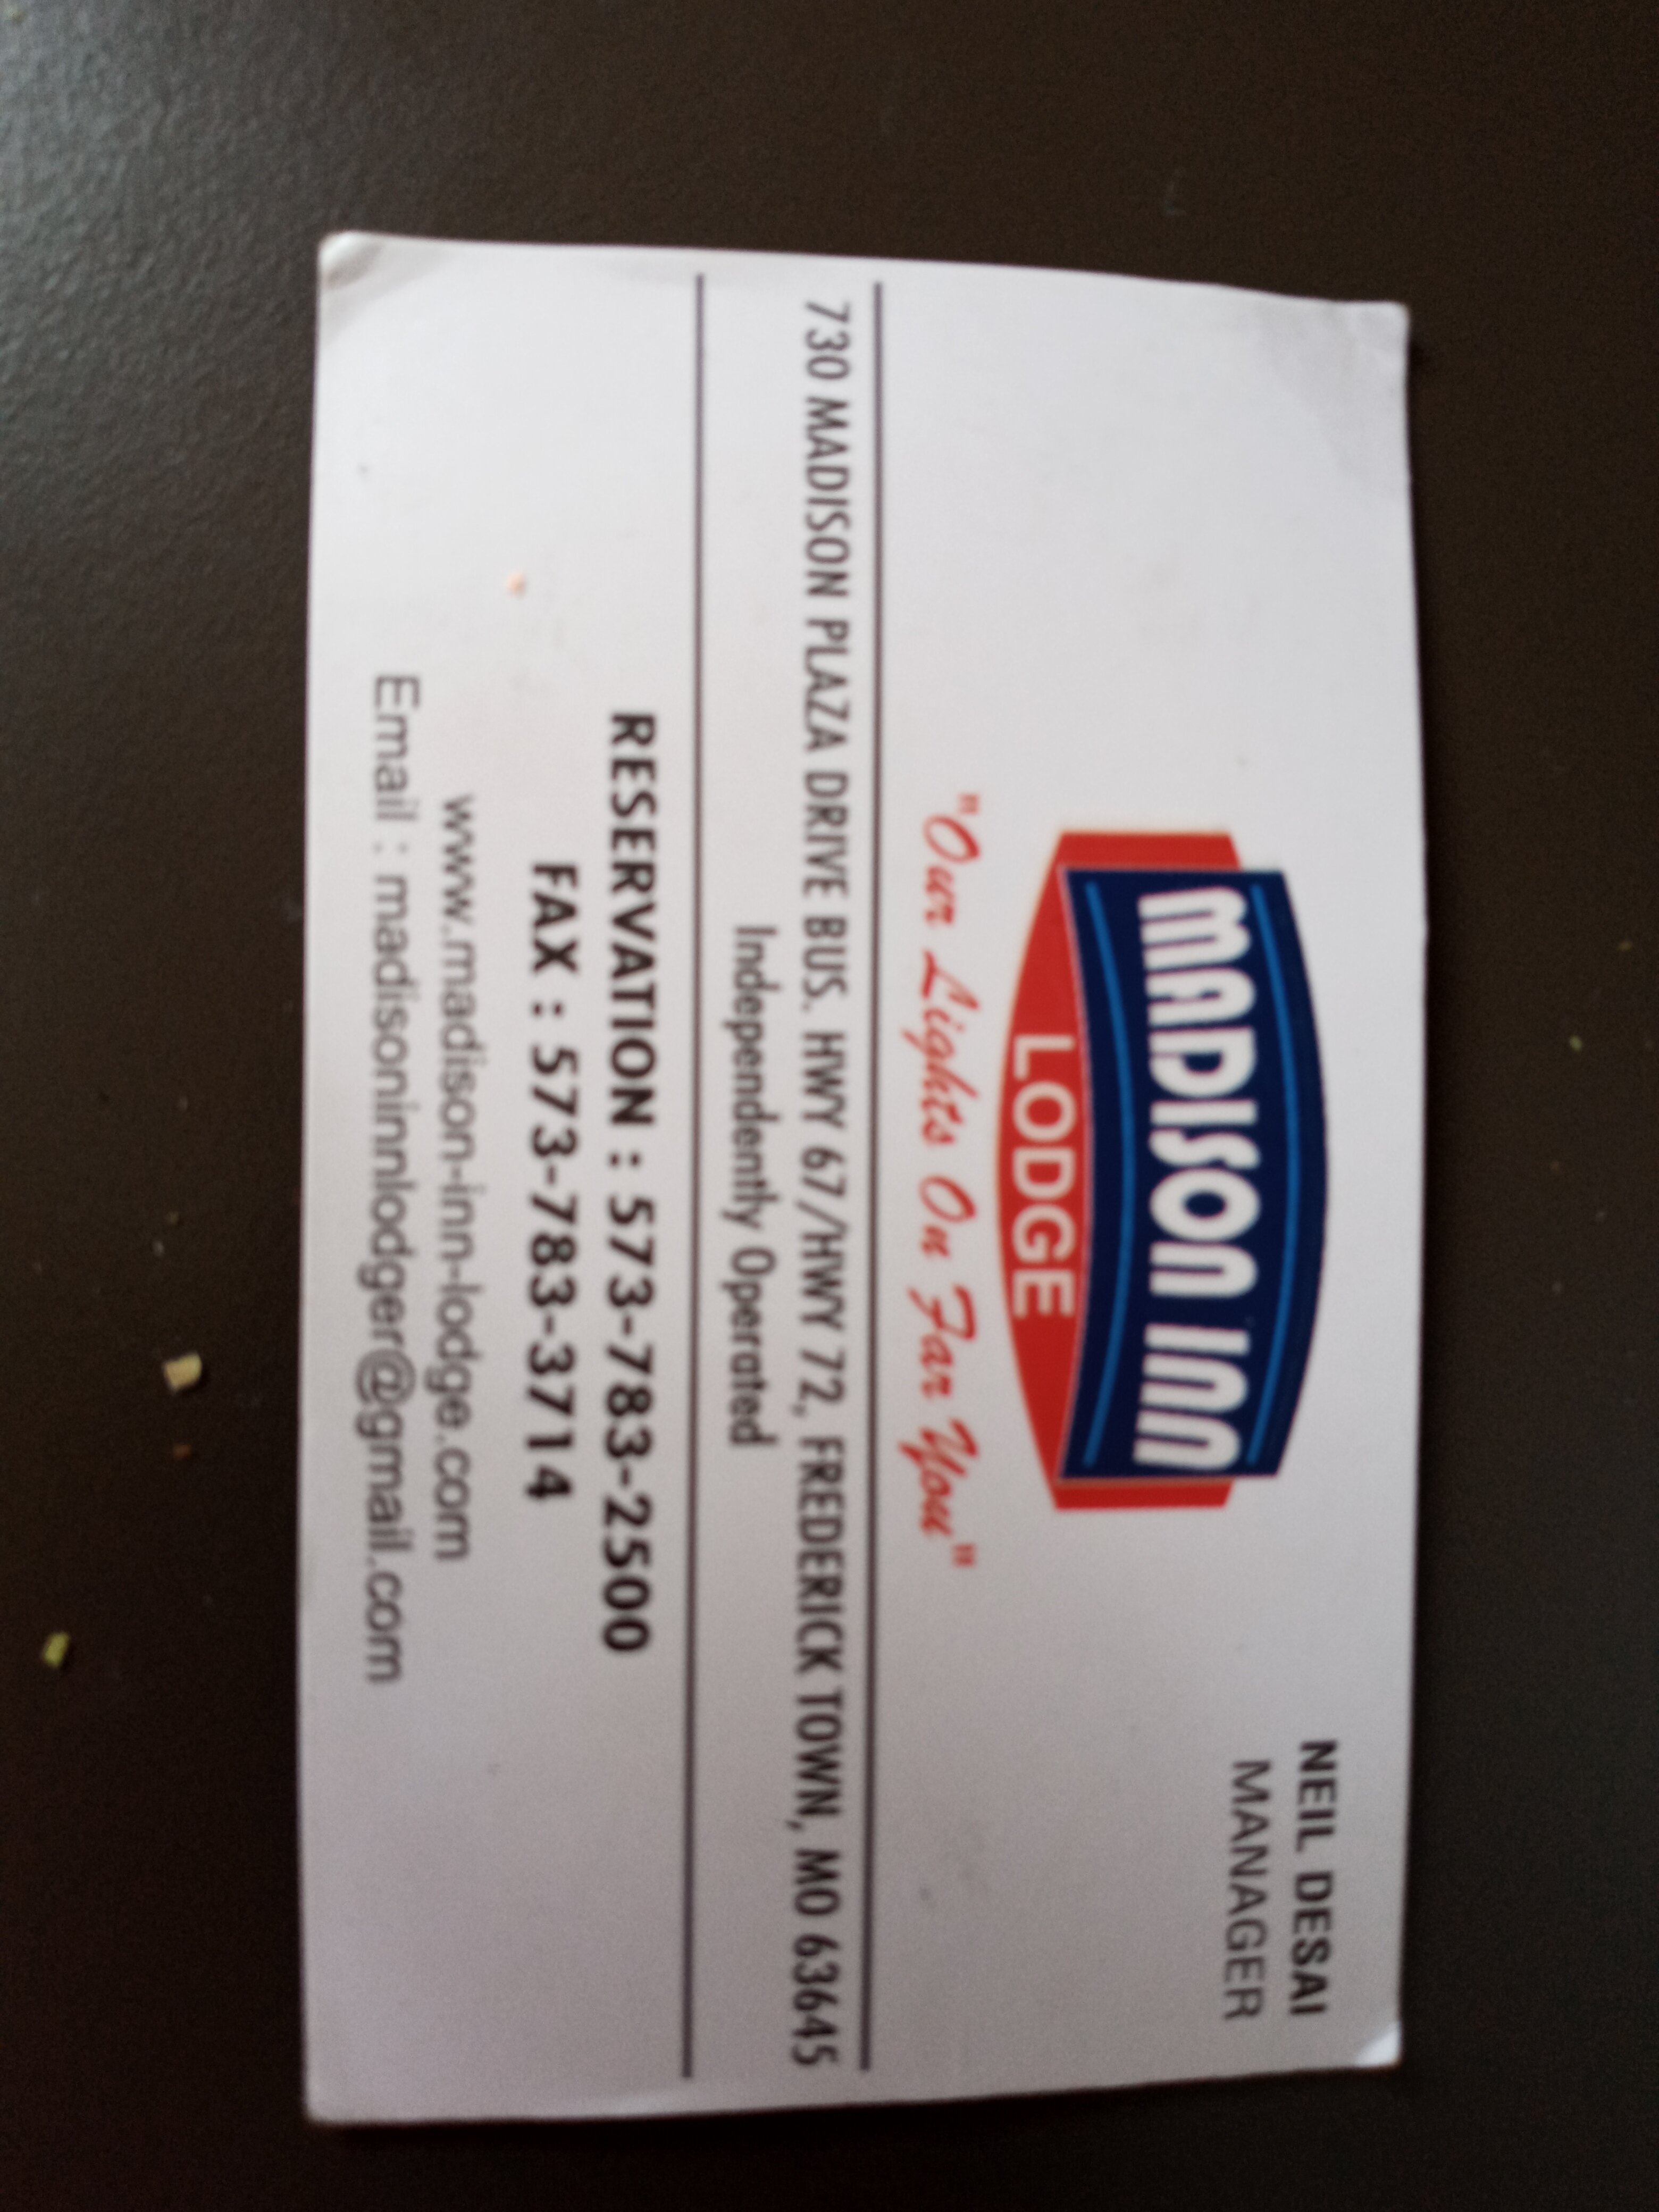 NEIL DESAI
MANAGER
MADISON INN
LODGE
"Our Lights On Far You"
730 MADISON PLAZA DRIVE BUS. HWY 67/HWY 72, FREDERICK TOWN, MO 63645
Independently Operated
RESERVATION : 573-783-2500
FAX : 573-783-3714
www.madison-inn-lodge.com
Email : madisoninnlodger@gmail.com